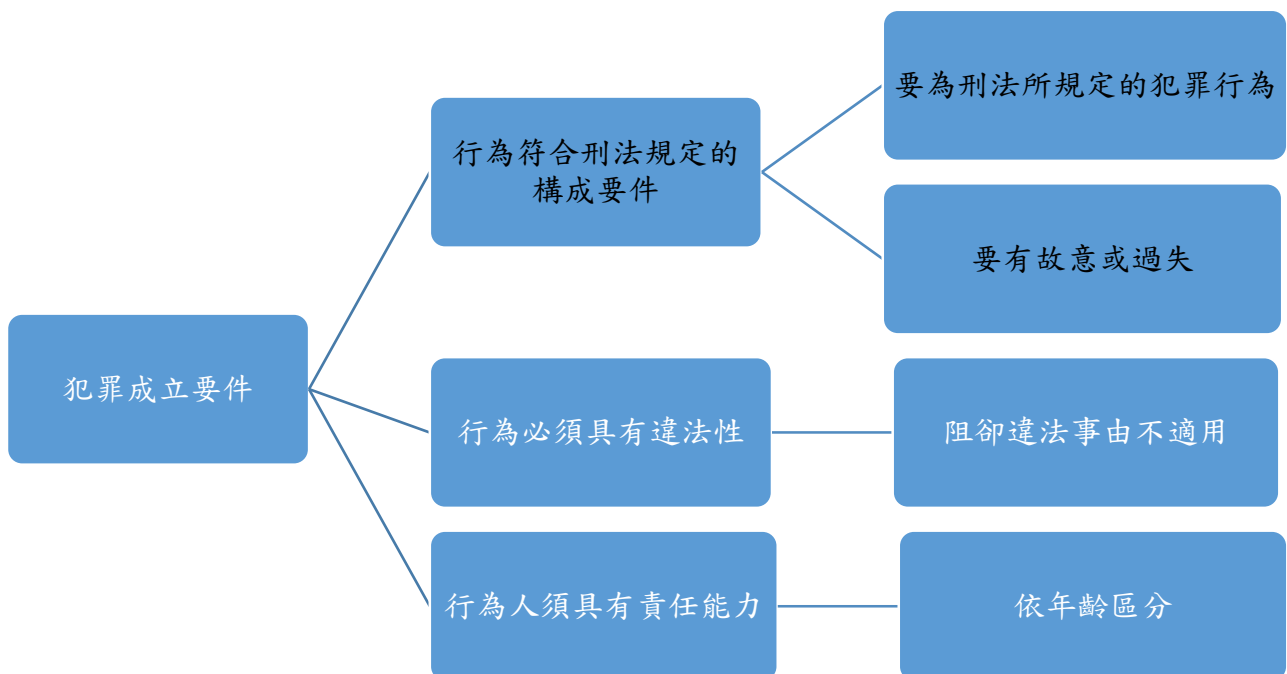 犯罪成立要件
行為符合刑法規定的
構成要件
要為刑法所規定的犯罪行為
要有故意或過失
行為必須具有違法性
阻卻違法事由不適用
行為人須具有責任能力
依年齡區分